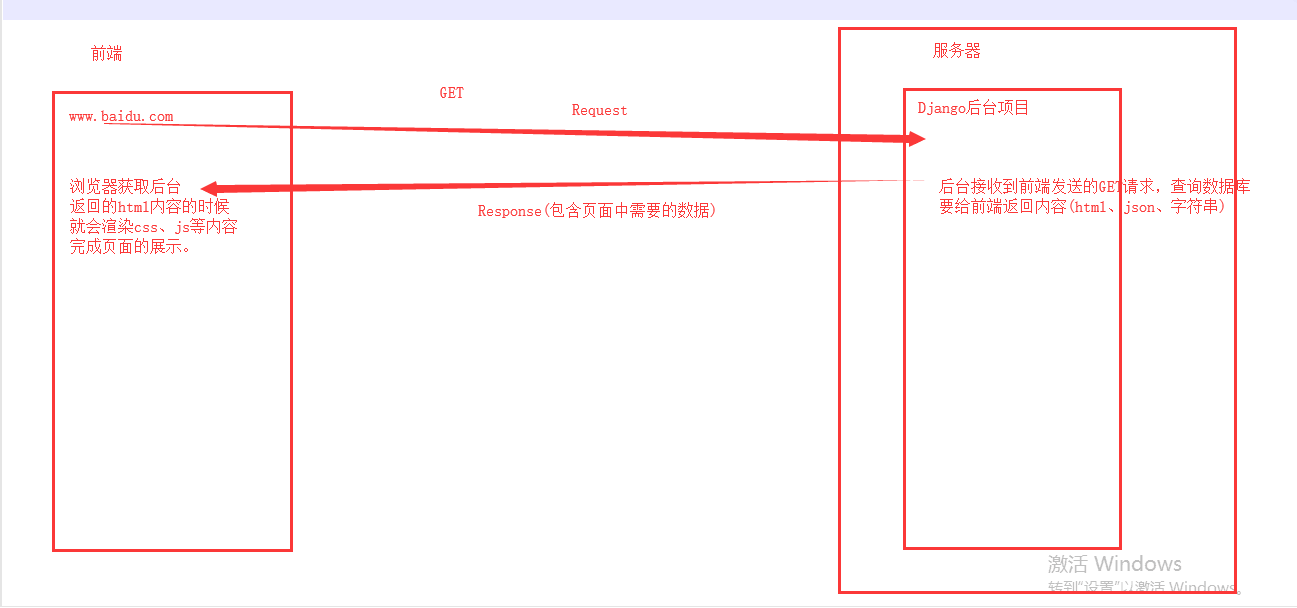 前端
服务器
GET
Request
www.baidu.com
Django后台项目
浏览器获取后台
返回的html内容的时候
就会渲染css、js等内容
完成页面的展示。
Response(包含页面中需要的数据)
后台接收到前端发送的GET请求，查询数据库
要给前端返回内容(html、json、字符串)
激活 Windows
转到"设置"以激活 Windows。